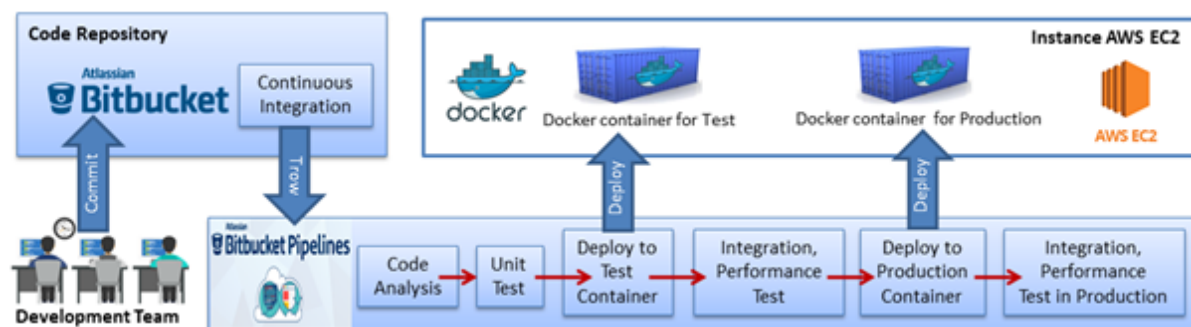 Code Repository
Atlassian
Bitbucket
Continuous
Integration
Instance AWS EC2
docker
Docker container for Test
Docker container for Production
AWS EC2
Commit
Trow
Deploy
Deploy
Development Team
Atlassian
Bitbucket Pipelines
Code
Analysis
Unit
Test
Deploy to
Test
Container
Integration,
Performance
Test
Deploy to
Production
Container
Integration,
Performance
Test in Production